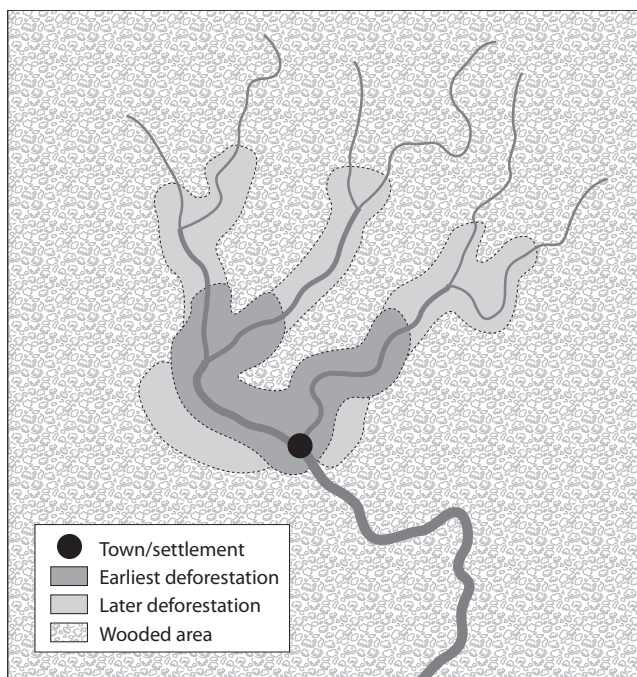 Town/settlement
Earliest deforestation
Later deforestation
Wooded area